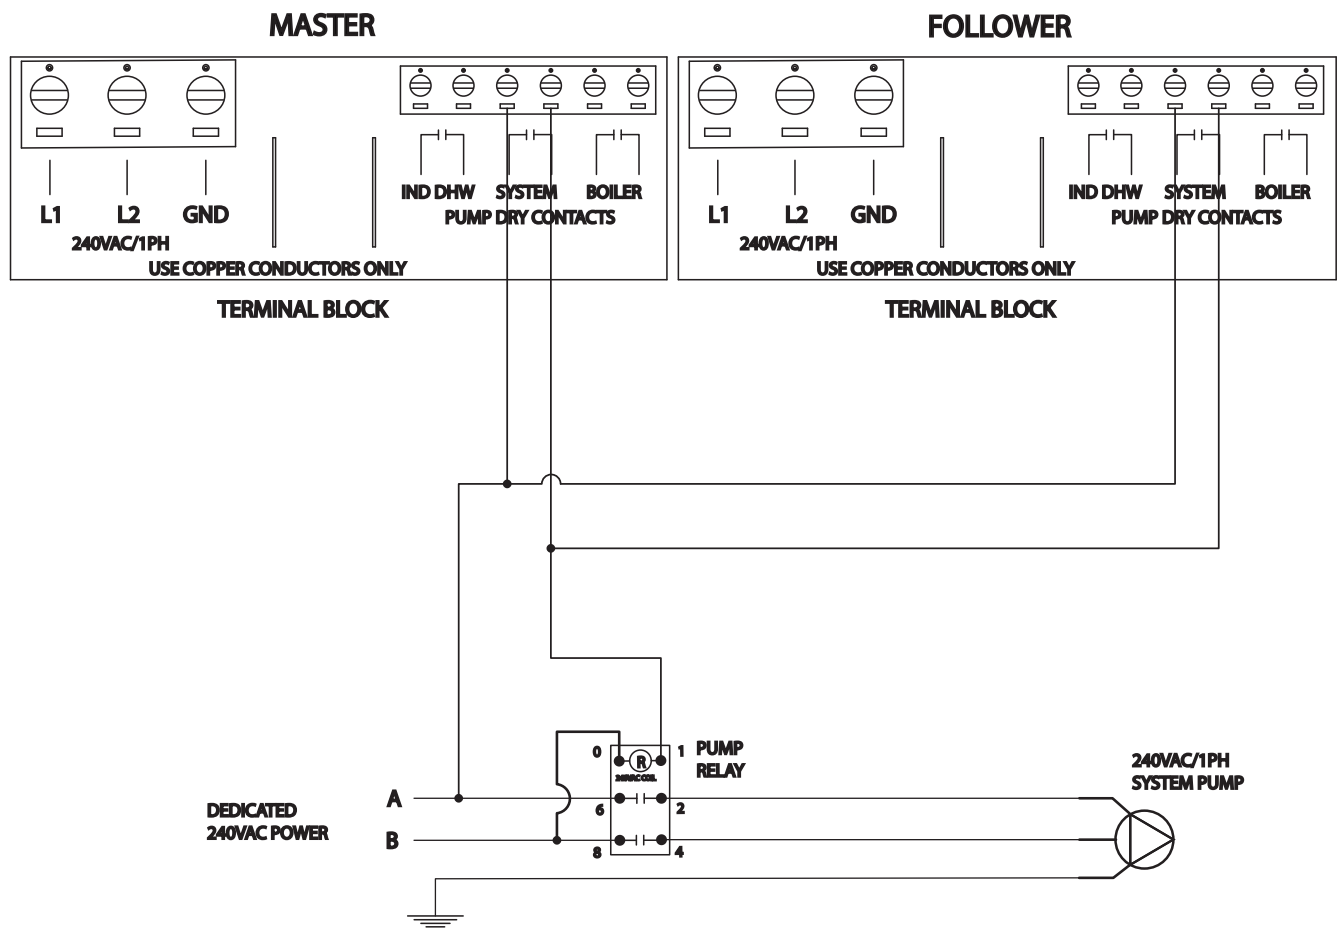 MASTER
L1 L2 GND
240VAC/1PH
IND DHW SYSTEM BOILER
PUMP DRY CONTACTS
USE COPPER CONDUCTORS ONLY
TERMINAL BLOCK
FOLLOWER
L1 L2 GND
240VAC/1PH
IND DHW SYSTEM BOILER
PUMP DRY CONTACTS
USE COPPER CONDUCTORS ONLY
TERMINAL BLOCK
0 R 1
PUMP
RELAY
COIL
6 2
8 4
DEDICATED
240VAC POWER
A
B
240VAC/1PH
SYSTEM PUMP